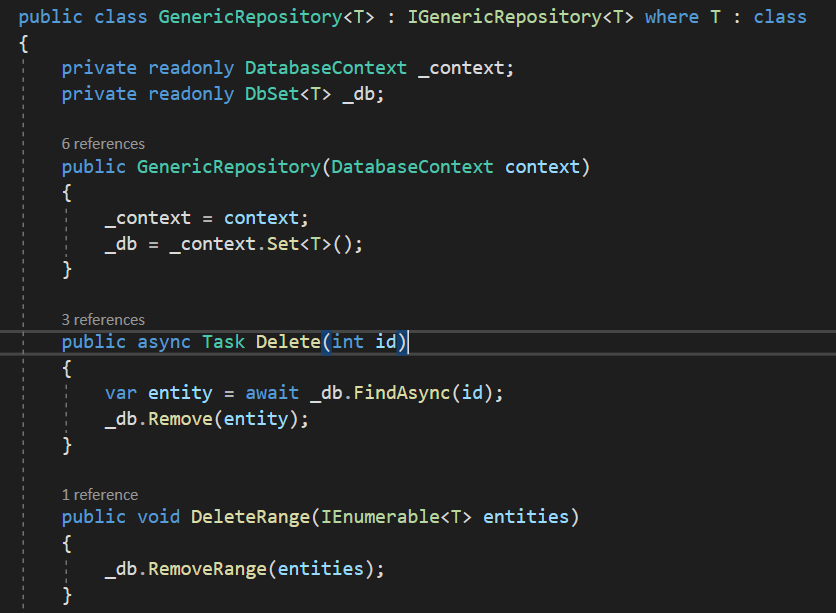 public class GenericRepository<T> : IGenericRepository<T> where T : class
{
private readonly DatabaseContext _context;
private readonly DbSet<T> _db;
6 references
public GenericRepository(DatabaseContext context)
{
_context = context;
_db = _context.Set<T>();
}
3 references
public async Task Delete(int id)
{
var entity = await _db.FindAsync(id);
_db.Remove(entity);
}
1 reference
public void DeleteRange(IEnumerable<T> entities)
{
_db.RemoveRange(entities);
}